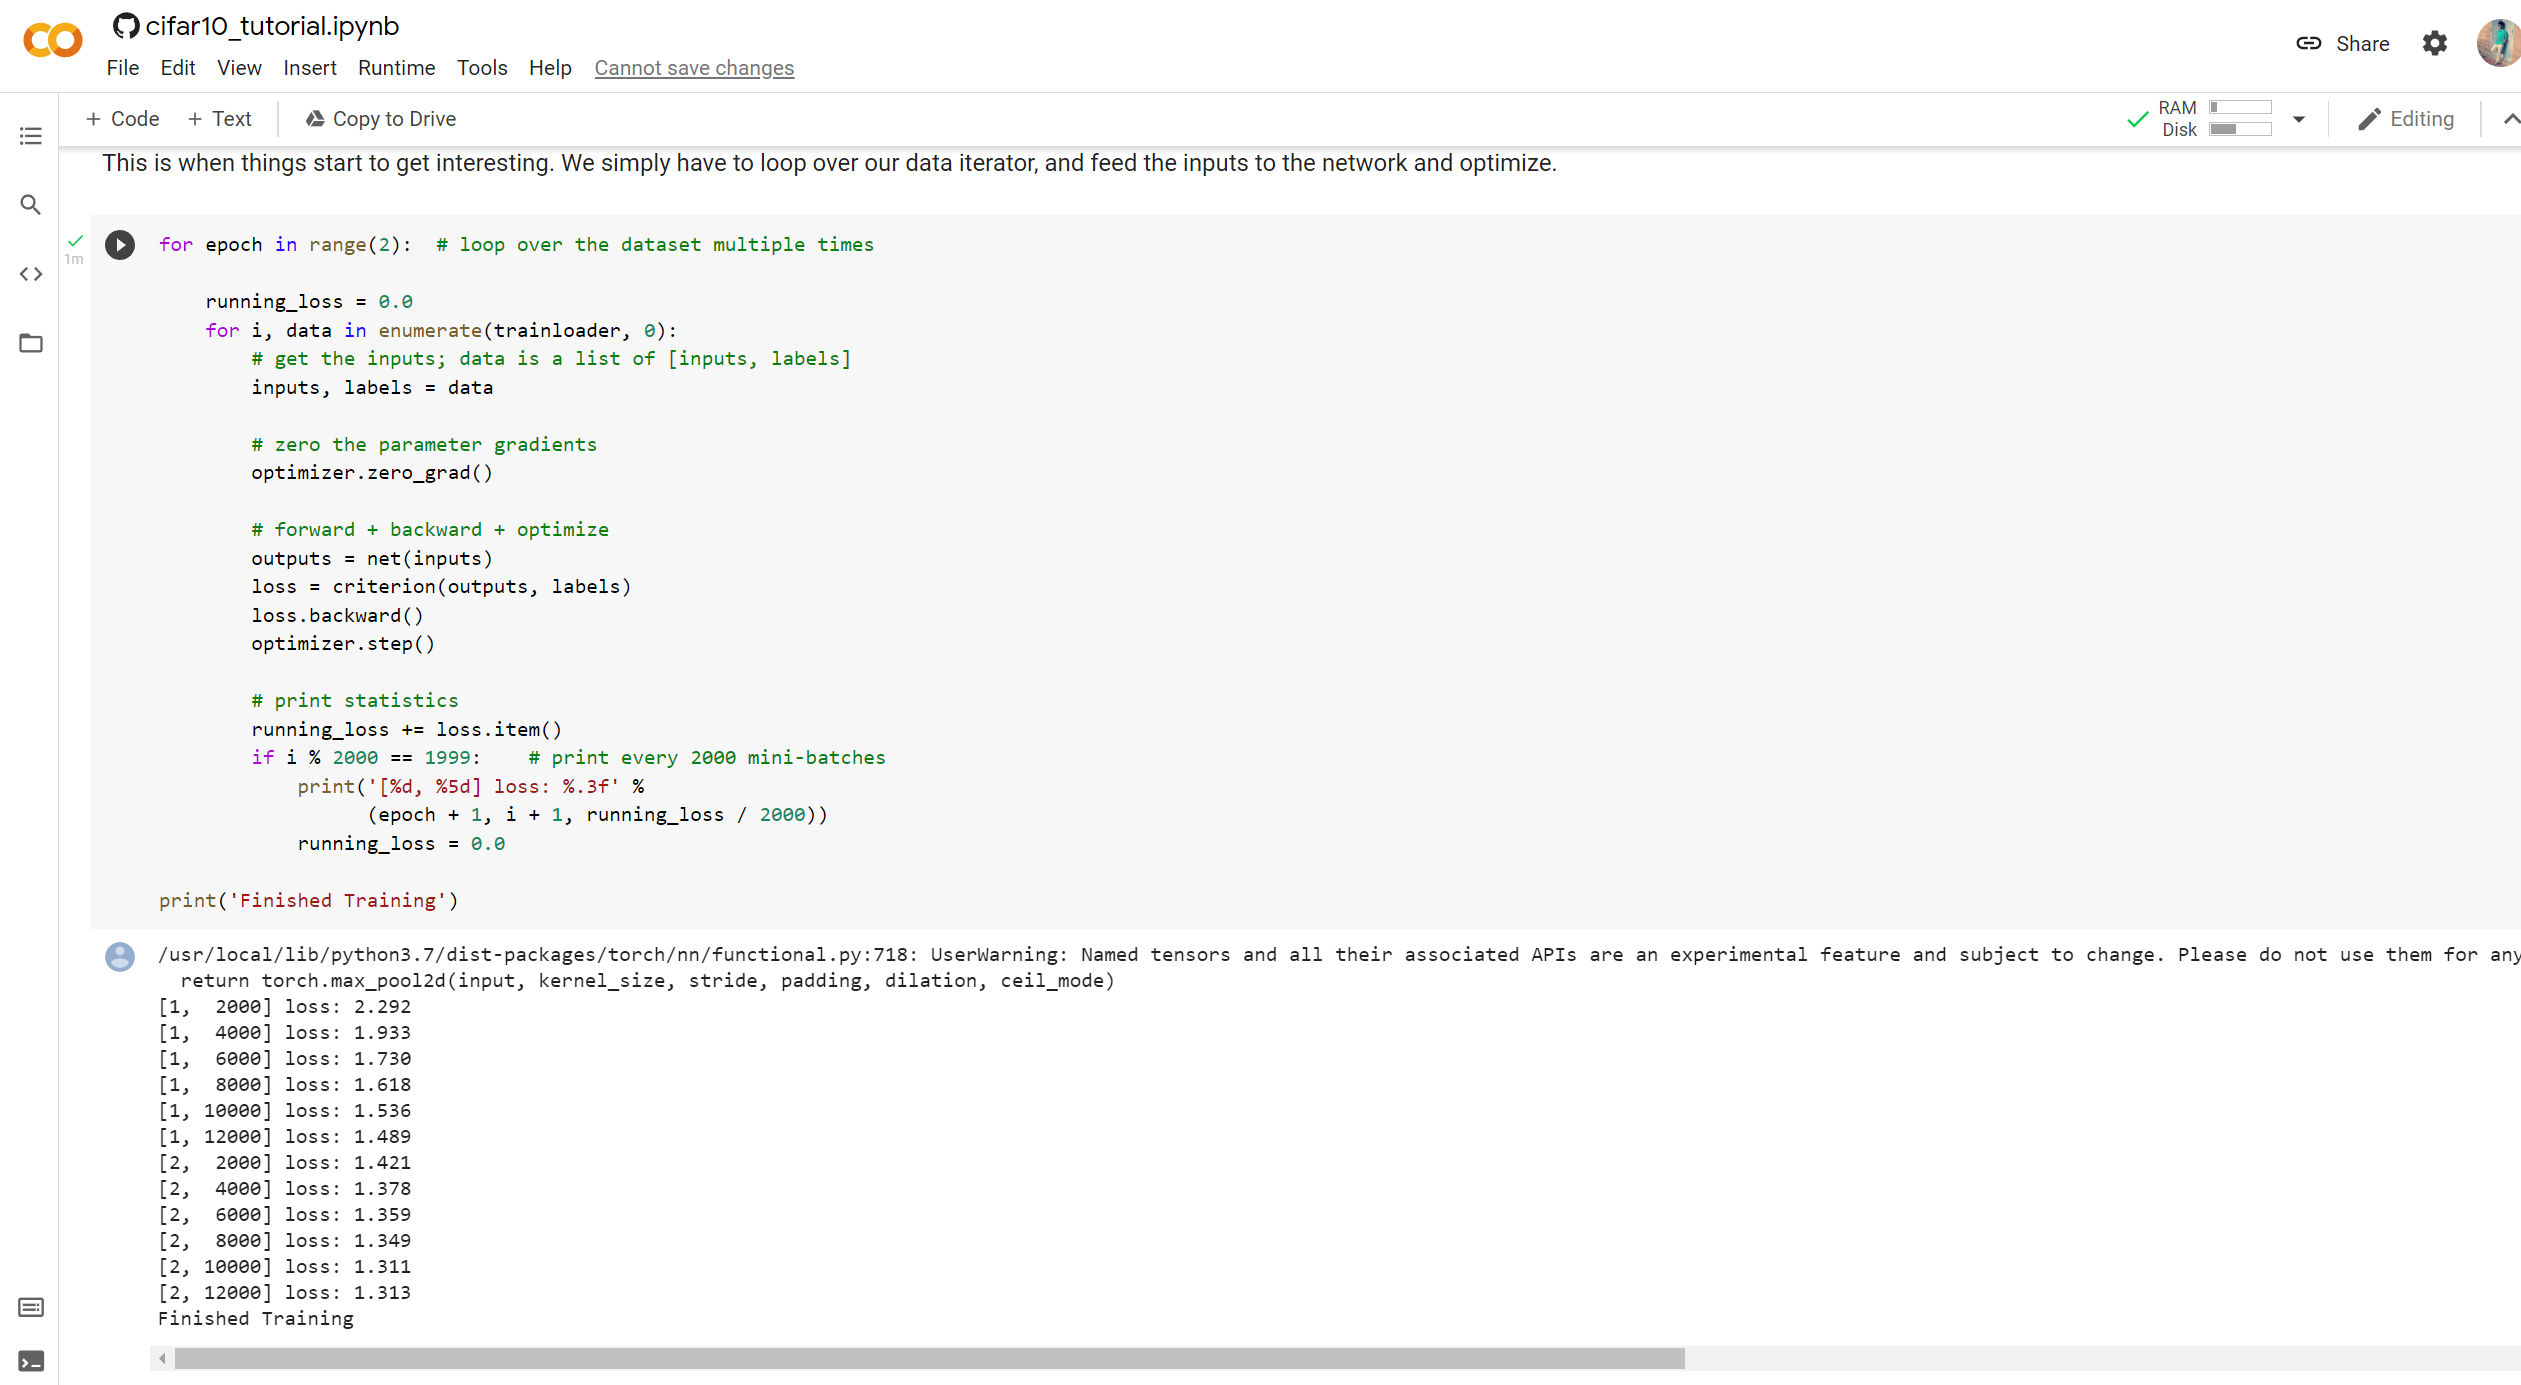 cifar10_tutorial.ipynb
File Edit View Insert Runtime Tools Help Cannot save changes
Share
+ Code + Text Copy to Drive
RAM
Disk
Editing
This is when things start to get interesting. We simply have to loop over our data iterator, and feed the inputs to the network and optimize.
1m
for epoch in range(2):  # loop over the dataset multiple times
    running_loss = 0.0
    for i, data in enumerate(trainloader, 0):
        # get the inputs; data is a list of [inputs, labels]
        inputs, labels = data
        # zero the parameter gradients
        optimizer.zero_grad()
        # forward + backward + optimize
        outputs = net(inputs)
        loss = criterion(outputs, labels)
        loss.backward()
        optimizer.step()
        # print statistics
        running_loss += loss.item()
        if i % 2000 == 1999:    # print every 2000 mini-batches
            print('[%d, %5d] loss: %.3f' %
                  (epoch + 1, i + 1, running_loss / 2000))
            running_loss = 0.0
print('Finished Training')
/usr/local/lib/python3.7/dist-packages/torch/nn/functional.py:718: UserWarning: Named tensors and all their associated APIs are an experimental feature and subject to change. Please do not use them for any
  return torch.max_pool2d(input, kernel_size, stride, padding, dilation, ceil_mode)
[1,  2000] loss: 2.292
[1,  4000] loss: 1.933
[1,  6000] loss: 1.730
[1,  8000] loss: 1.618
[1, 10000] loss: 1.536
[1, 12000] loss: 1.489
[2,  2000] loss: 1.421
[2,  4000] loss: 1.378
[2,  6000] loss: 1.359
[2,  8000] loss: 1.349
[2, 10000] loss: 1.311
[2, 12000] loss: 1.313
Finished Training